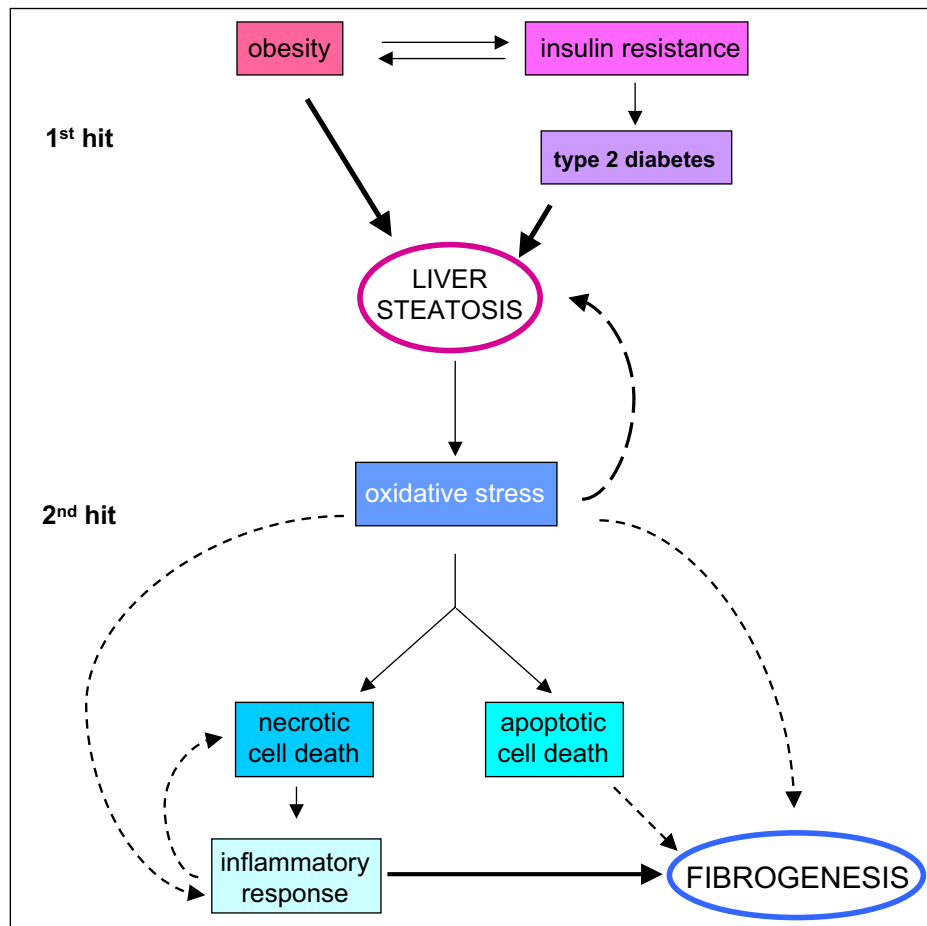 obesity
insulin resistance
1st hit
type 2 diabetes
LIVER
STEATOSIS
oxidative stress
2nd hit
necrotic
cell death
apoptotic
cell death
inflammatory
response
FIBROGENESIS